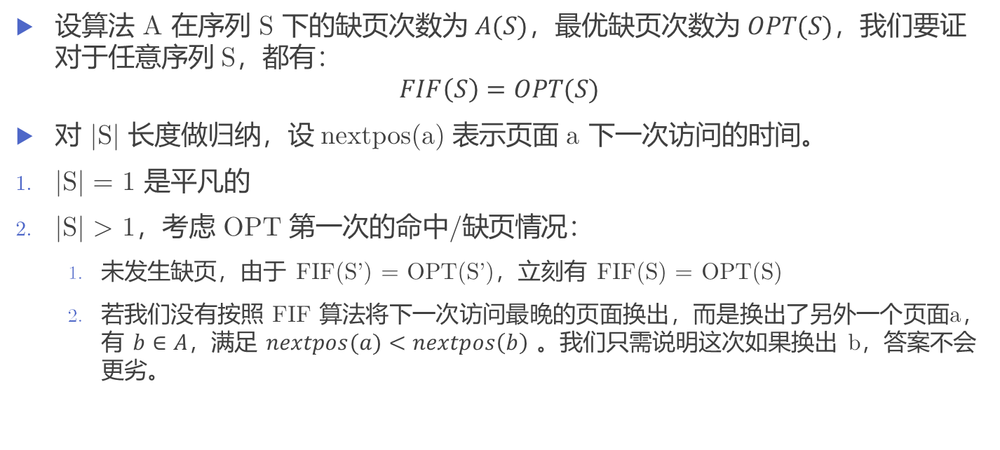 ▶ 设算法 A 在序列 S 下的缺页次数为 A(S)，最优缺页次数为 OPT(S)，我们要证
对于任意序列 S，都有：
FIF(S) = OPT(S)
▶ 对 |S| 长度做归纳，设 nextpos(a) 表示页面 a 下一次访问的时间。
1. |S| = 1 是平凡的
2. |S| > 1，考虑 OPT 第一次的命中/缺页情况：
1. 未发生缺页，由于 FIF(S’) = OPT(S’)，立刻有 FIF(S) = OPT(S)
2. 若我们没有按照 FIF 算法将下一次访问最晚的页面换出，而是换出了另外一个页面a，
有 b ∈ A，满足 nextpos(a) < nextpos(b) 。我们只需说明这次如果换出 b，答案不会
更劣。